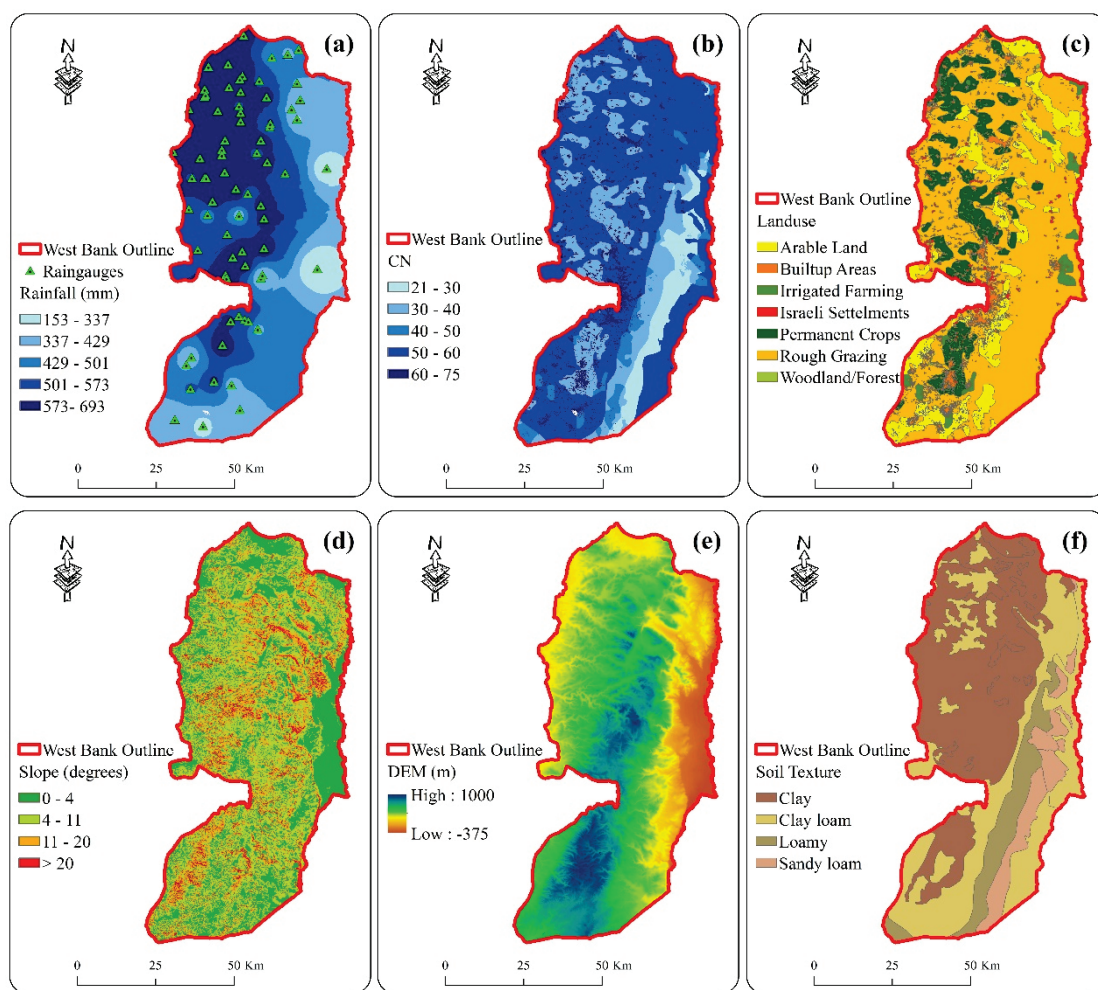 (a)
N
West Bank Outline
Raingauges
Rainfall (mm)
153 - 337
337 - 429
429 - 501
501 - 573
573- 693
0 25 50 Km
(b)
N
West Bank Outline
CN
21 - 30
30 - 40
40 - 50
50 - 60
60 - 75
0 25 50 Km
(c)
N
West Bank Outline
Landuse
Arable Land
Builtup Areas
Irrigated Farming
Israeli Settelments
Permanent Crops
Rough Grazing
Woodland/Forest
0 25 50 Km
(d)
N
West Bank Outline
Slope (degrees)
0 - 4
4 - 11
11 - 20
> 20
0 25 50 Km
(e)
N
West Bank Outline
DEM (m)
High : 1000
Low : -375
0 25 50 Km
(f)
N
West Bank Outline
Soil Texture
Clay
Clay loam
Loamy
Sandy loam
0 25 50 Km